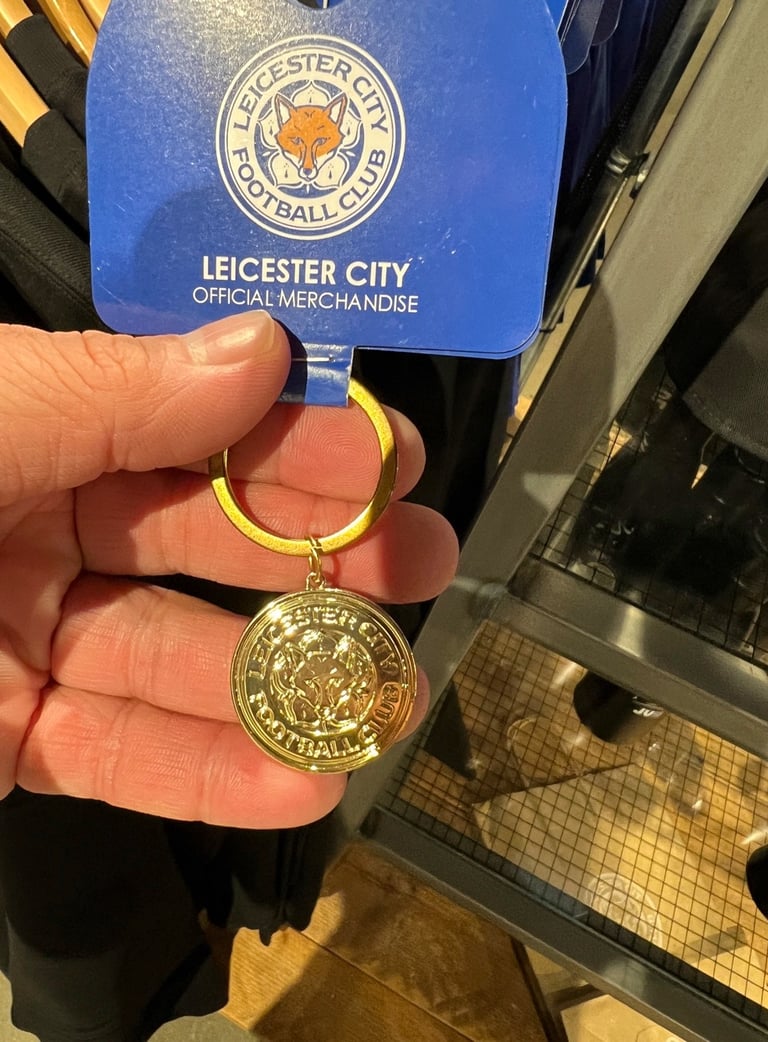 LEICESTER CITY
FOOTBALL CLUB
LEICESTER CITY
OFFICIAL MERCHANDISE
LEICESTER CITY
FOOTBALL CLUB